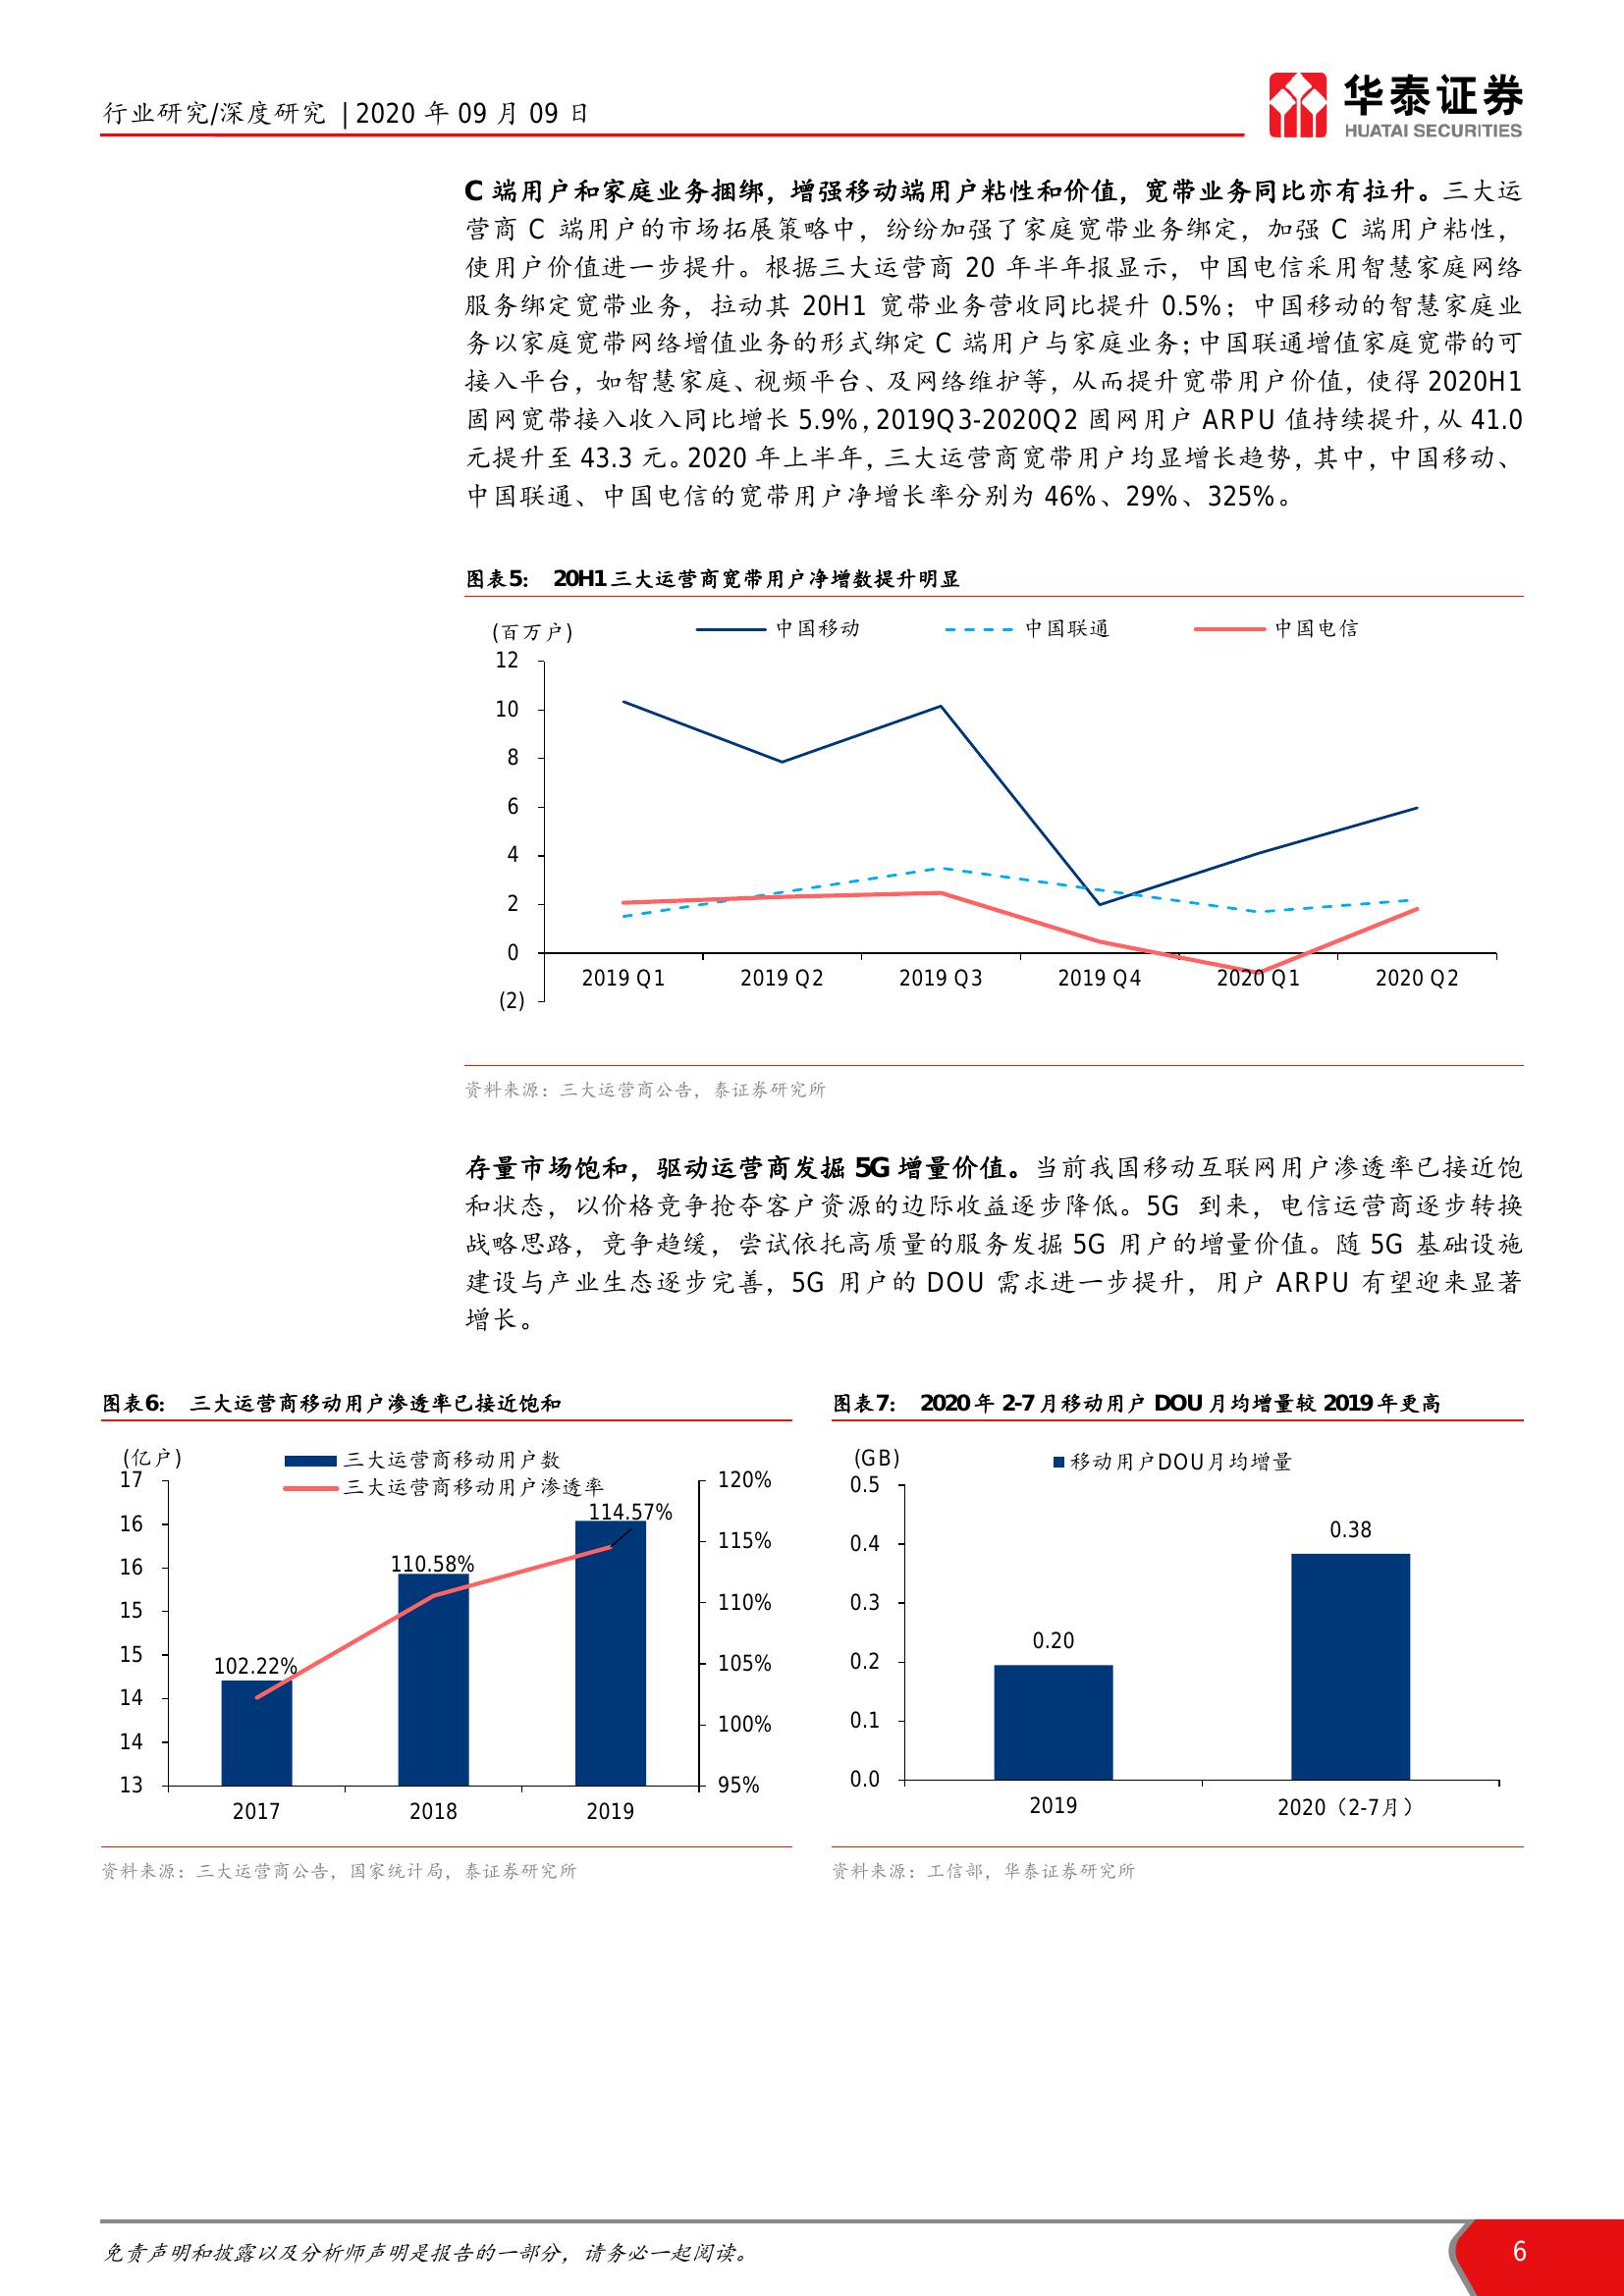 行业研究/深度研究 | 2020 年 09 月 09 日
华泰证券
HUATAI SECURITIES
C 端用户和家庭业务捆绑，增强移动端用户粘性和价值，宽带业务同比亦有拉升。三大运
营商 C 端用户的市场拓展策略中，纷纷加强了家庭宽带业务绑定，加强 C 端用户粘性，
使用户价值进一步提升。根据三大运营商 20 年半年报显示，中国电信采用智慧家庭网络
服务绑定宽带业务，拉动其 20H1 宽带业务营收同比提升 0.5%；中国移动的智慧家庭业
务以家庭宽带网络增值业务的形式绑定 C 端用户与家庭业务；中国联通增值家庭宽带的可
接入平台，如智慧家庭、视频平台、及网络维护等，从而提升宽带用户价值，使得 2020H1
固网宽带接入收入同比增长 5.9%，2019Q3-2020Q2 固网用户 ARPU 值持续提升，从 41.0
元提升至 43.3 元。2020 年上半年，三大运营商宽带用户均显增长趋势，其中，中国移动、
中国联通、中国电信的宽带用户净增长率分别为 46%、29%、325%。
图表5： 20H1 三大运营商宽带用户净增数提升明显
(百万户)
中国移动 中国联通 中国电信
12
10
8
6
4
2
0
(2)
2019 Q1 2019 Q2 2019 Q3 2019 Q4 2020 Q1 2020 Q2
资料来源：三大运营商公告，泰证券研究所
存量市场饱和，驱动运营商发掘 5G 增量价值。当前我国移动互联网用户渗透率已接近饱
和状态，以价格竞争抢夺客户资源的边际收益逐步降低。5G 到来，电信运营商逐步转换
战略思路，竞争趋缓，尝试依托高质量的服务发掘 5G 用户的增量价值。随 5G 基础设施
建设与产业生态逐步完善，5G 用户的 DOU 需求进一步提升，用户 ARPU 有望迎来显著
增长。
图表6： 三大运营商移动用户渗透率已接近饱和
(亿户)
三大运营商移动用户数
三大运营商移动用户渗透率
17
16
16
15
15
14
14
13
102.22%
110.58%
114.57%
120%
115%
110%
105%
100%
95%
2017 2018 2019
资料来源：三大运营商公告，国家统计局，泰证券研究所
图表7： 2020 年 2-7 月移动用户 DOU 月均增量较 2019 年更高
(GB)
移动用户DOU月均增量
0.5
0.4
0.3
0.2
0.1
0.0
0.20
0.38
2019 2020（2-7月）
资料来源：工信部，华泰证券研究所
免责声明和披露以及分析师声明是报告的一部分，请务必一起阅读。
6